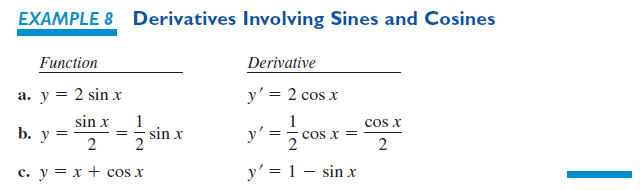 EXAMPLE 8 Derivatives Involving Sines and Cosines
Function Derivative
a. y = 2 sin x y′ = 2 cos x
b. y = sin x / 2 = 1/2 sin x y′ = 1/2 cos x = cos x / 2
c. y = x + cos x y′ = 1 − sin x